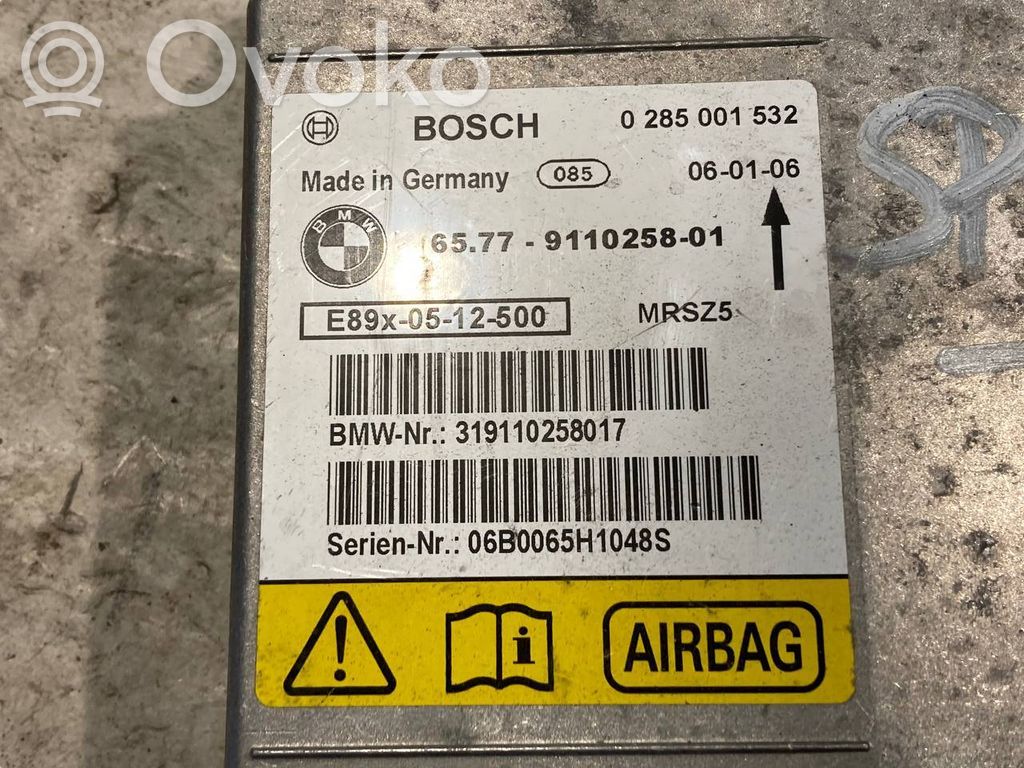 Ovoko
BOSCH 0 285 001 532
Made in Germany 085 06-01-06
BMW 65.77 - 9110258-01
E89x-05-12-500 MRSZ5
BMW-Nr.: 319110258017
Serien-Nr.: 06B0065H1048S
i AIRBAG